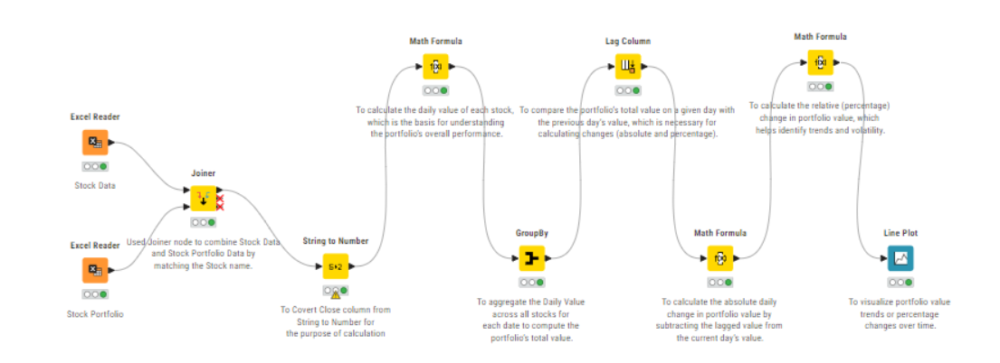 Excel Reader
Stock Data
Excel Reader
Stock Portfolio
Joiner
Used Joiner node to combine Stock Data
and Stock Portfolio Data by
matching the Stock name.
String to Number
S→2
To Covert Close column from
String to Number for
the purpose of calculation
Math Formula
f(x)
To calculate the daily value of each stock,
which is the basis for understanding
the portfolio's overall performance.
GroupBy
To aggregate the Daily Value
across all stocks for
each date to compute the
portfolio's total value.
Lag Column
To compare the portfolio's total value on a given day with
the previous day's value, which is necessary for
calculating changes (absolute and percentage).
Math Formula
f(x)
To calculate the absolute daily
change in portfolio value by
subtracting the lagged value from
the current day's value.
Math Formula
f(x)
To calculate the relative (percentage)
change in portfolio value, which
helps identify trends and volatility.
Line Plot
To visualize portfolio value
trends or percentage
changes over time.